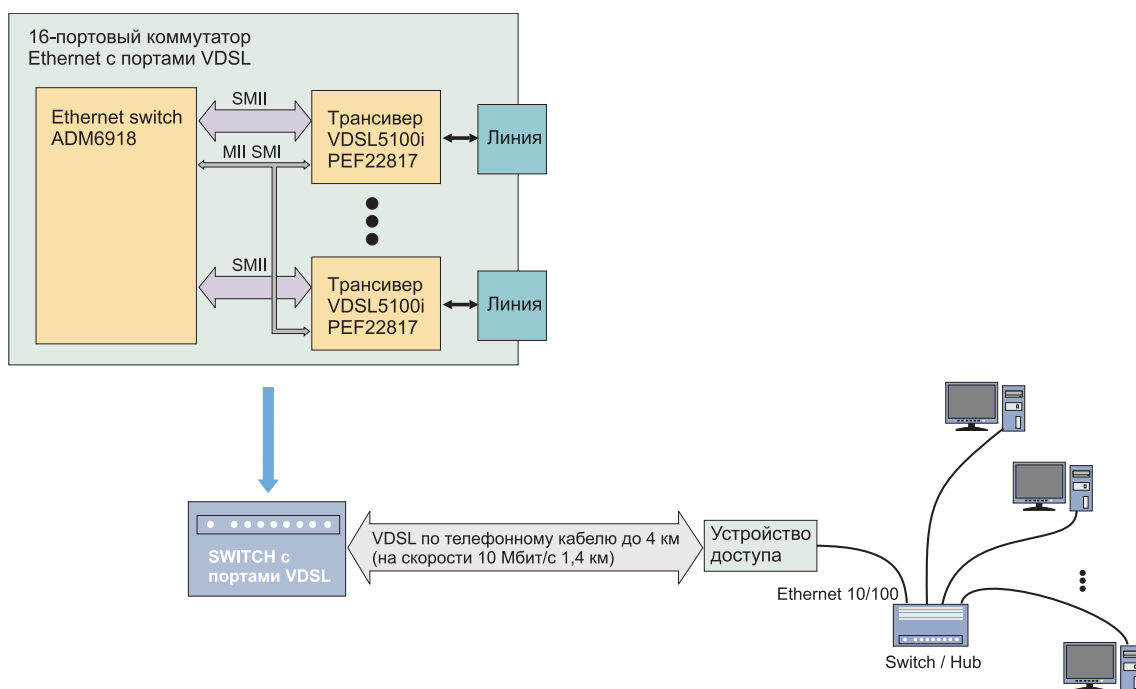 16-портовый коммутатор
Ethernet с портами VDSL
Ethernet switch
ADM6918
SMII
MII SMI
Трансивер
VDSL5100i
PEF22817
Линия
SMII
Трансивер
VDSL5100i
PEF22817
Линия
SWITCH с
портами VDSL
VDSL по телефонному кабелю до 4 км
(на скорости 10 Мбит/с 1,4 км)
Устройство
доступа
Ethernet 10/100
Switch / Hub